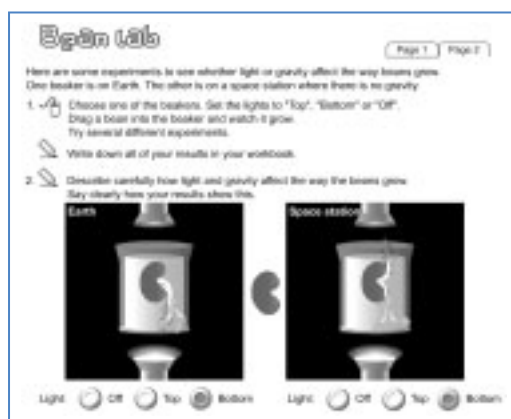 Bean Lab
Page 1 Page 2
Here are some experiments to see whether light or gravity affect the way beans grow.
One beaker is on Earth. The other is on a space station where there is no gravity.
1. Choose one of the beakers. Set the lights to "Top", "Bottom" or "Off".
Drag a bean into the beaker and watch it grow.
Try several different experiments.
Write down all of your results in your workbook.
2. Describe carefully how light and gravity affect the way the beans grow.
Say clearly how your results show this.
Earth Space station
Light: Off Top Bottom Light: Off Top Bottom